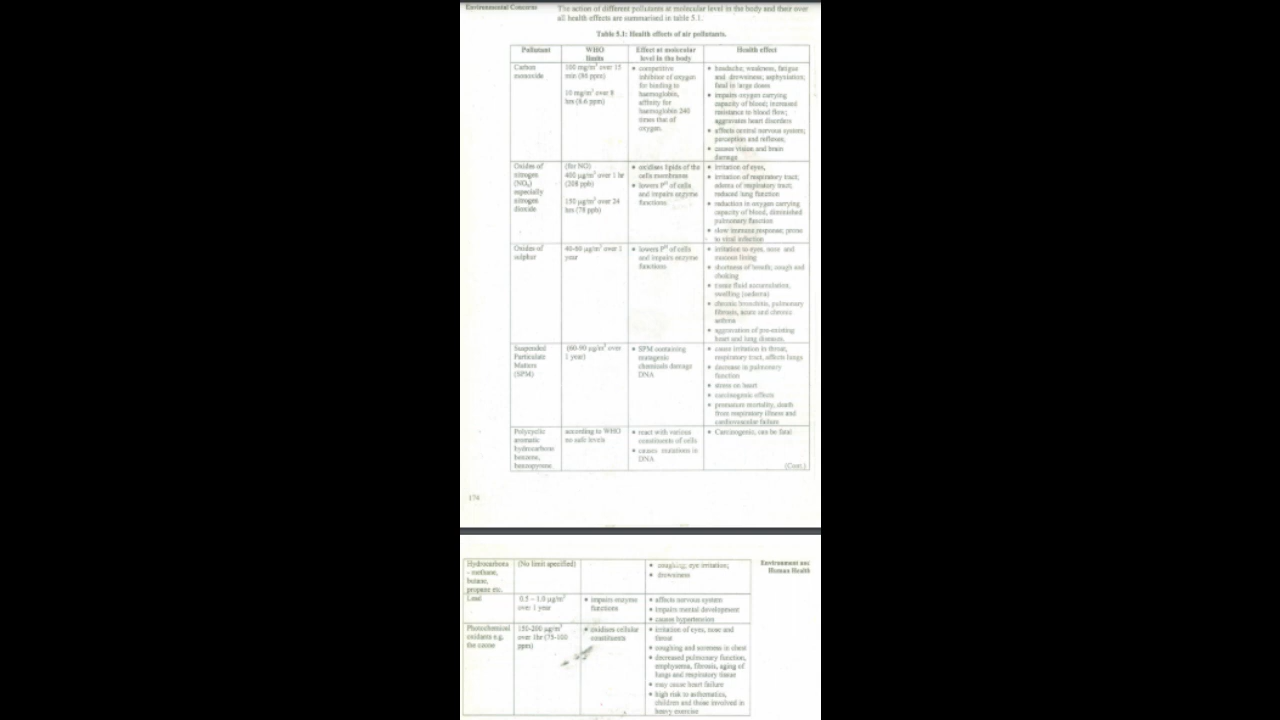 Environmental Concerns
The action of different pollutants at molecular level in the body and their over
all health effects are summarised in table 5.1.
Table 5.1: Health effects of air pollutants.
Pollutant
WHO
limits
Effect at molecular
level in the body
Health effect
Carbon
monoxide
100 mg/m³ over 15
min (86 ppm)
10 mg/m³ over 8
hrs (8.6 ppm)
• competitive
inhibitor of oxygen
for binding to
haemoglobin,
affinity for
haemoglobin 240
times that of
oxygen.
• headache, weakness, fatigue
and drowsiness; asphyxiation;
fatal in large doses
• impairs oxygen carrying
capacity of blood; increased
resistance to blood flow;
aggravates heart disorders
• affects central nervous system;
perception and reflexes;
• causes vision and brain
damage
Oxides of
nitrogen
(NOx)
especially
nitrogen
dioxide
(for NO)
400 µg/m³ over 1 hr
(208 ppb)
150 µg/m³ over 24
hrs (78 ppb)
• oxidises lipids of the
cells membranes
• lowers Pᴴ of cells
and impairs enzyme
functions
• irritation of eyes,
• irritation of respiratory tract;
edema of respiratory tract;
reduced lung function
• reduction in oxygen carrying
capacity of blood, diminished
pulmonary function
• slow immune response; prone
to viral infection
Oxides of
sulphur
40-60 µg/m³ over 1
year
• lowers Pᴴ of cells
and impairs enzyme
functions
• irritation to eyes, nose and
mucous lining
• shortness of breath, cough and
choking
• tissue fluid accumulation,
swelling (oedema)
• chronic bronchitis, pulmonary
fibrosis, acute and chronic
asthma
• aggravation of pre-existing
heart and lung diseases.
Suspended
Particulate
Matters
(SPM)
(60-90 µg/m³ over
1 year)
• SPM containing
mutagenic
chemicals damage
DNA
• cause irritation in throat,
respiratory tract, affects lungs
• decrease in pulmonary
function
• stress on heart
• carcinogenic effects
• premature mortality, death
from respiratory illness and
cardiovascular failure
Polycyclic
aromatic
hydrocarbons
benzene,
benzopyrene
according to WHO
no safe levels
• react with various
constituents of cells
• causes mutations in
DNA
• Carcinogenic, can be fatal
(Cont.)
174
Environment and
Human Health
Hydrocarbons
- methane,
butane,
propane etc.
(No limit specified)
• coughing; eye irritation;
• drowsiness
Lead
0.5 – 1.0 µg/m³
over 1 year
• impairs enzyme
functions
• affects nervous system
• impairs mental development
• causes hypertension
Photochemical
oxidants e.g.
the ozone
150-200 µg/m³
over 1hr (75-100
ppm)
• oxidises cellular
constituents
• irritation of eyes, nose and
throat
• coughing and soreness in chest
• decreased pulmonary function,
emphysema, fibrosis, aging of
lungs and respiratory tissue
• may cause heart failure
• high risk to asthmatics,
children and those involved in
heavy exercise